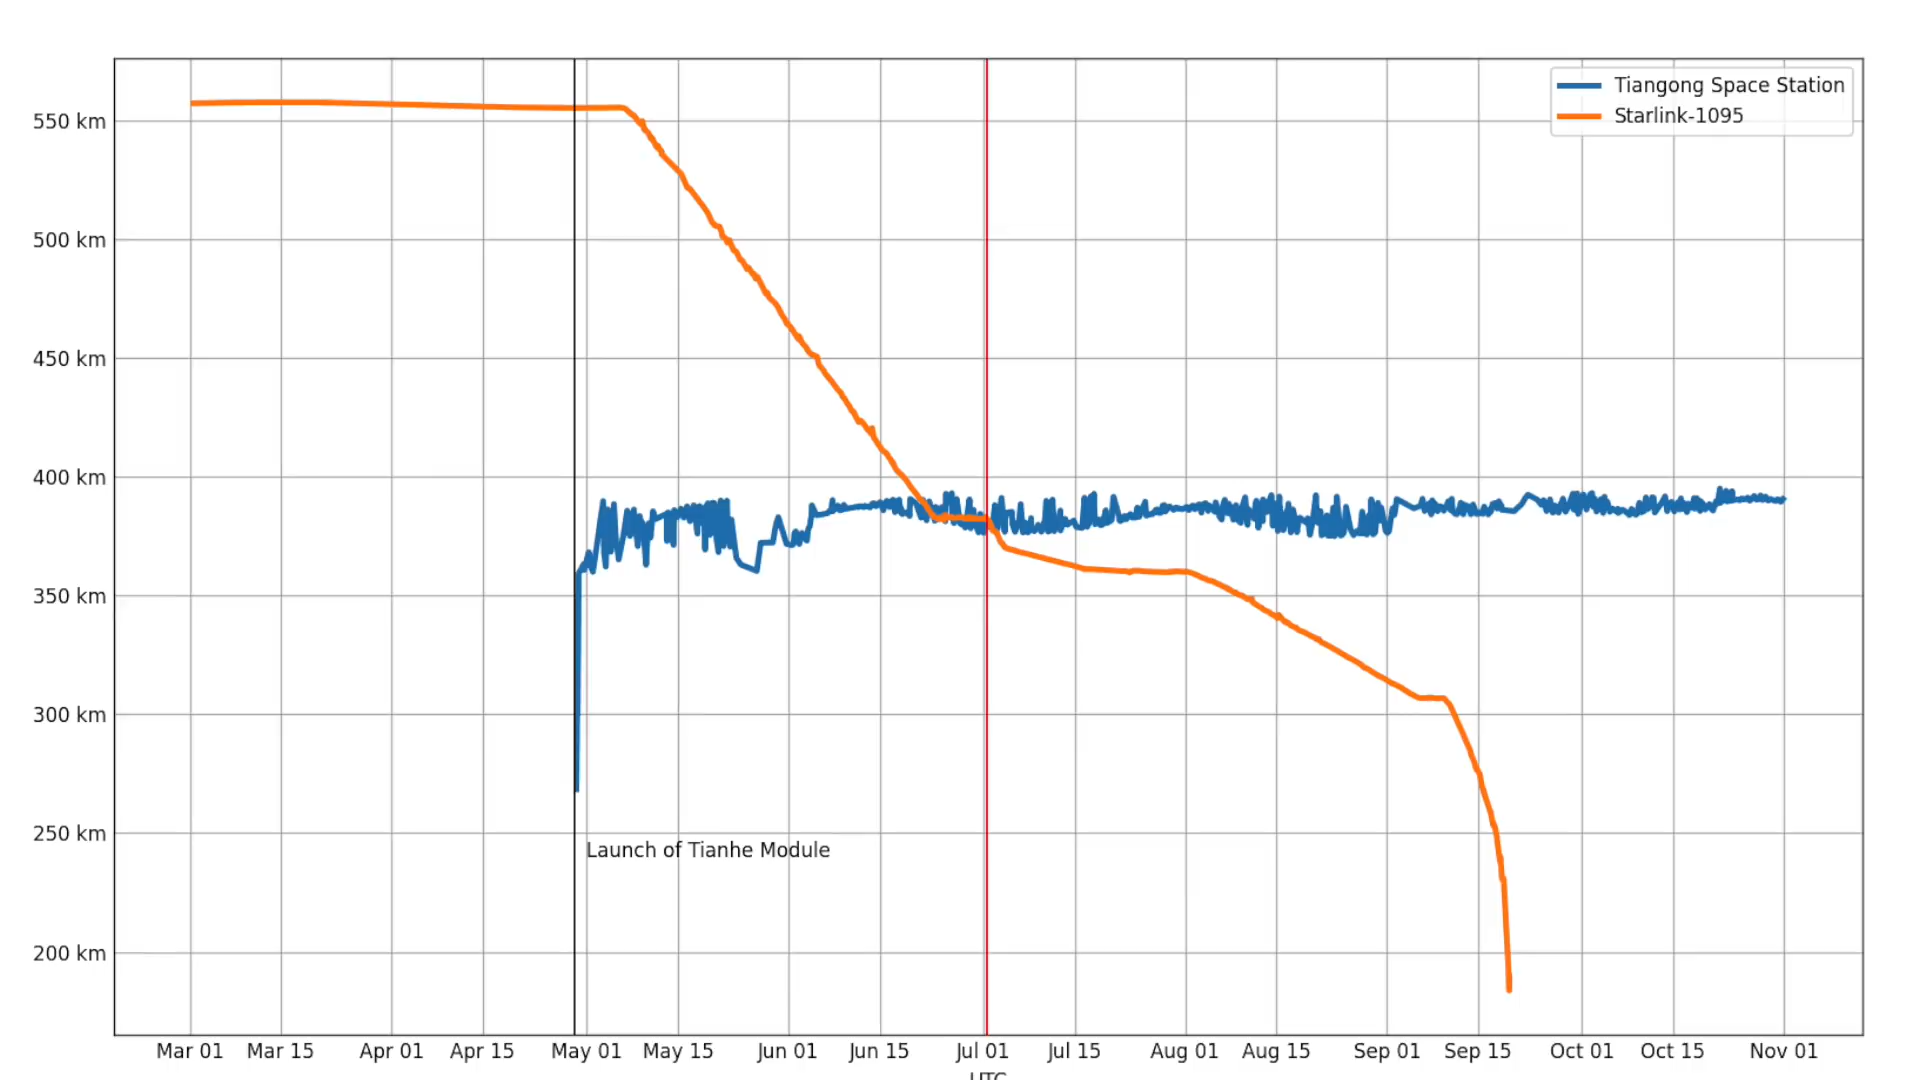 Tiangong Space Station
Starlink-1095
550 km
500 km
450 km
400 km
350 km
300 km
250 km
200 km
Launch of Tianhe Module
Mar 01 Mar 15 Apr 01 Apr 15 May 01 May 15 Jun 01 Jun 15 Jul 01 Jul 15 Aug 01 Aug 15 Sep 01 Sep 15 Oct 01 Oct 15 Nov 01
UTC